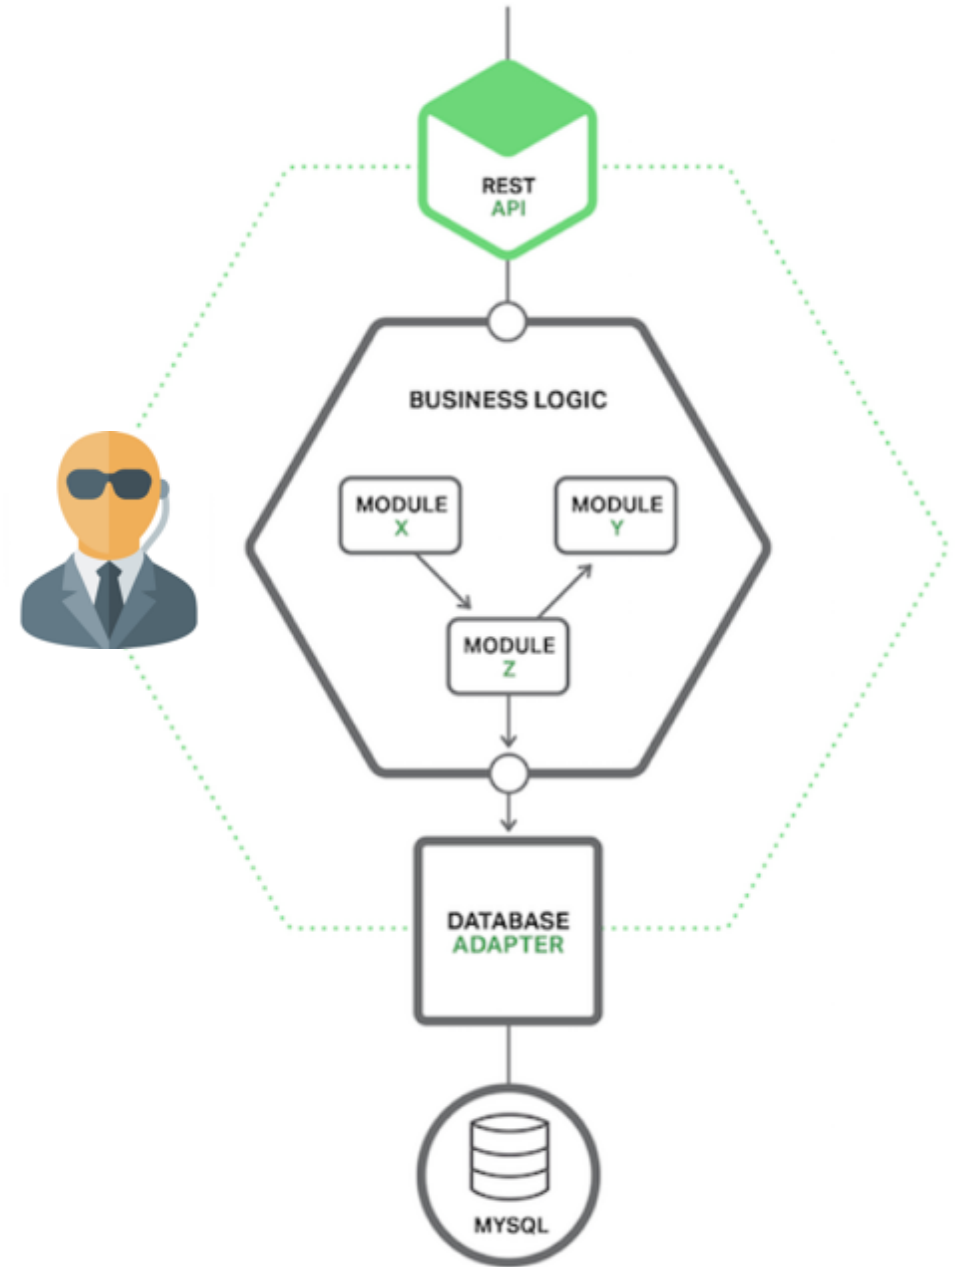 REST
API
BUSINESS LOGIC
MODULE
X
MODULE
Y
MODULE
Z
DATABASE
ADAPTER
MYSQL